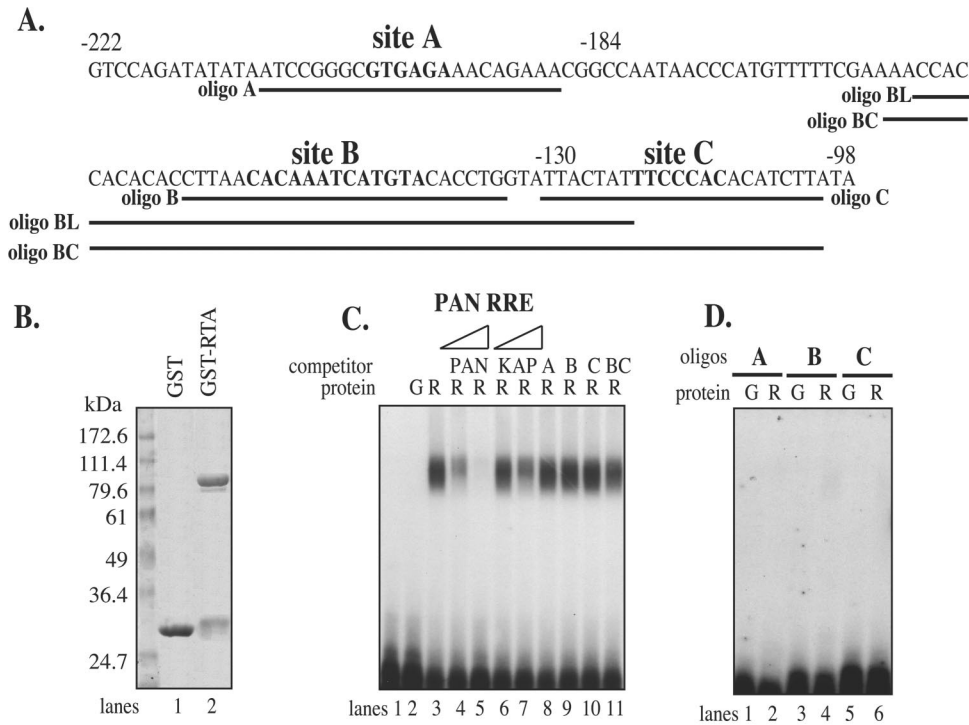 A.
-222 site A -184
GTCCAGATATATAATCCGGGCGTGAGAAACAGAAACGGCCAATAACCCATGTTTTTCGAAAACCAC
oligo A oligo BL
oligo BC
site B -130 site C -98
CACACACCTTAACACAAATCATGTACACCTGGTATTACTATTTCCCACACATCTTATA
oligo B oligo C
oligo BL
oligo BC
B.
GST
GST-RTA
kDa
172.6
111.4
79.6
61
49
36.4
24.7
lanes 1 2
C.
PAN RRE
competitor PAN KAP A B C BC
protein G R R R R R R R R R
lanes 1 2 3 4 5 6 7 8 9 10 11
D.
oligos A B C
protein G R G R G R
lanes 1 2 3 4 5 6